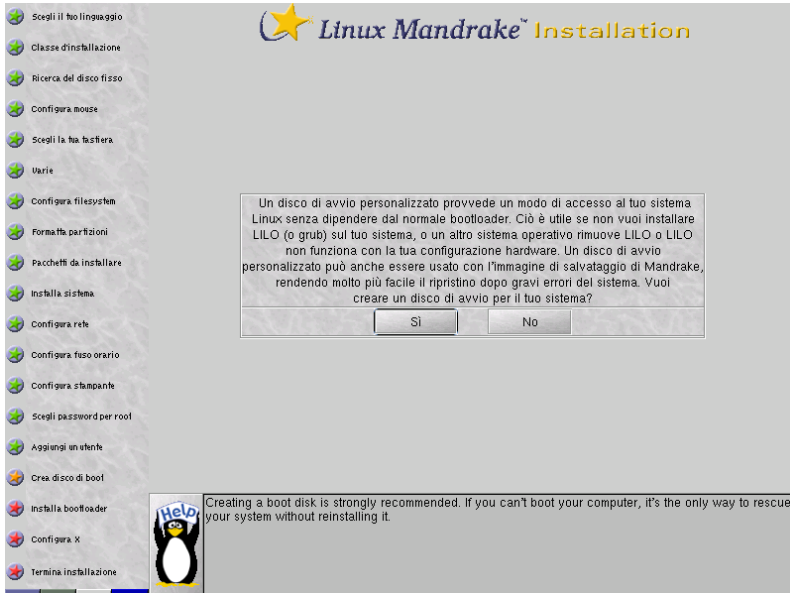 Linux Mandrake™ Installation
Scegli il tuo linguaggio
Classe d'installazione
Ricerca del disco fisso
Configura mouse
Scegli la tua tastiera
Varie
Configura filesystem
Formatta partizioni
Pacchetti da installare
Installa sistema
Configura rete
Configura fuso orario
Configura stampante
Scegli password per root
Aggiungi un utente
Crea disco di boot
Installa bootloader
Configura X
Termina installazione
Un disco di avvio personalizzato provvede un modo di accesso al tuo sistema
Linux senza dipendere dal normale bootloader. Ciò è utile se non vuoi installare
LILO (o grub) sul tuo sistema, o un altro sistema operativo rimuove LILO o LILO
non funziona con la tua configurazione hardware. Un disco di avvio
personalizzato può anche essere usato con l'immagine di salvataggio di Mandrake,
rendendo molto più facile il ripristino dopo gravi errori del sistema. Vuoi
creare un disco di avvio per il tuo sistema?
Sì
No
Help
Creating a boot disk is strongly recommended. If you can't boot your computer, it's the only way to rescue
your system without reinstalling it.